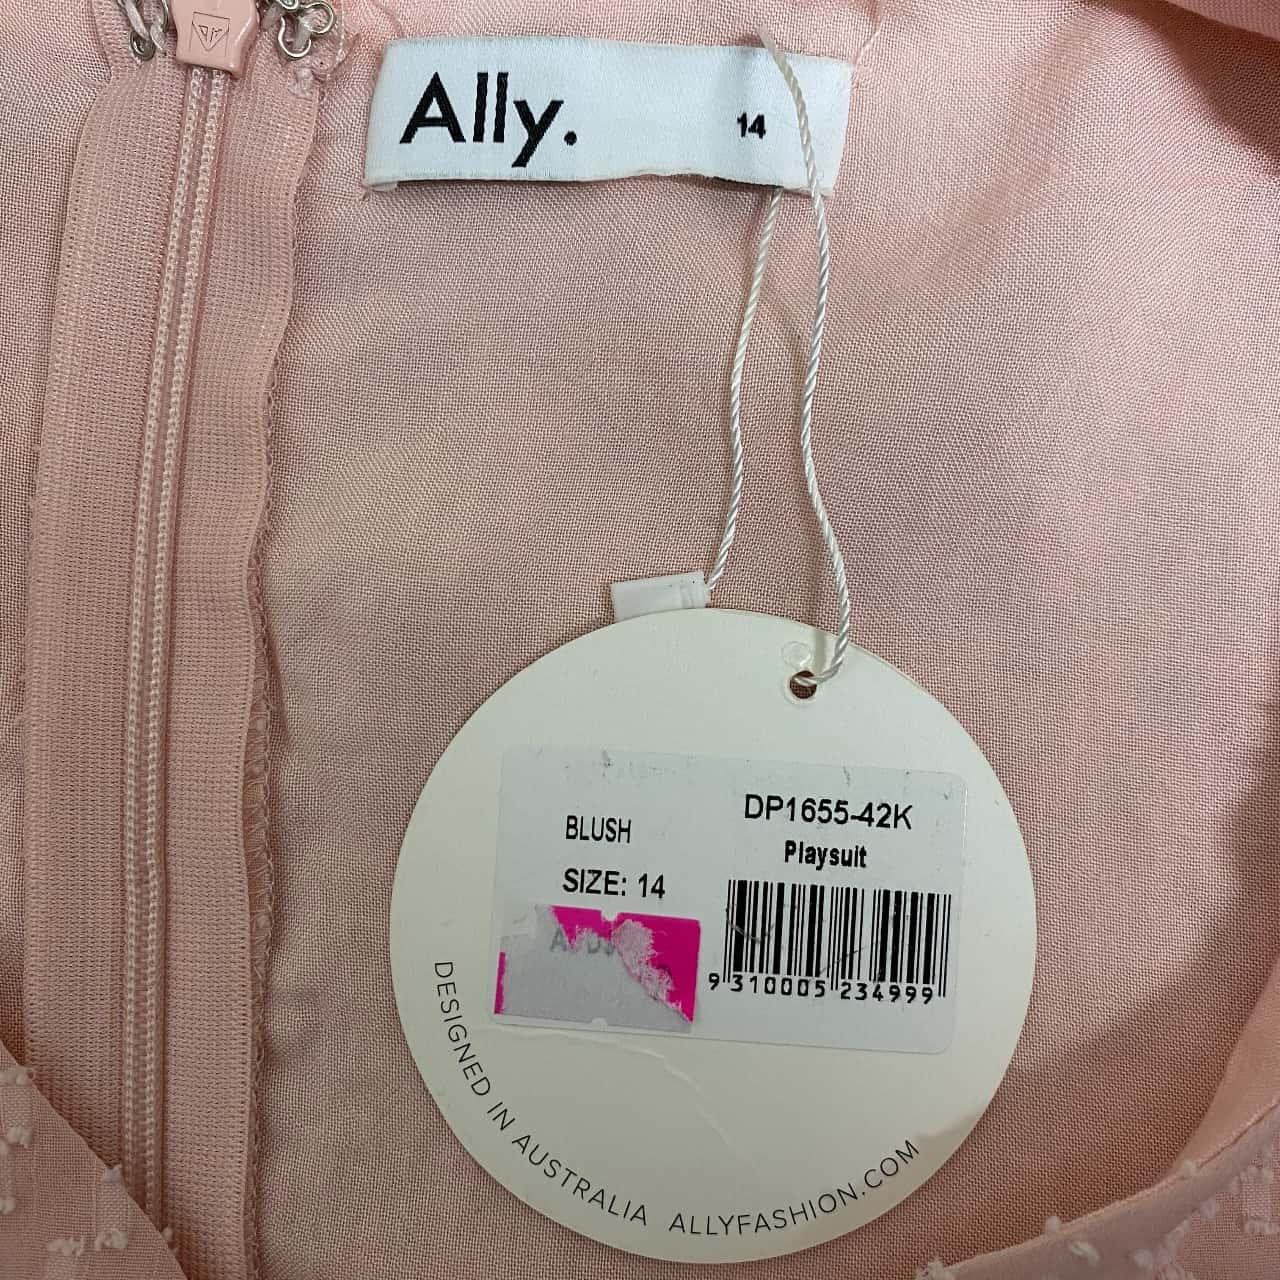 Ally.
14
DP1655-42K
BLUSH
Playsuit
SIZE: 14
9 310005 234999
DESIGNED IN AUSTRALIA ALLYFASHION.COM